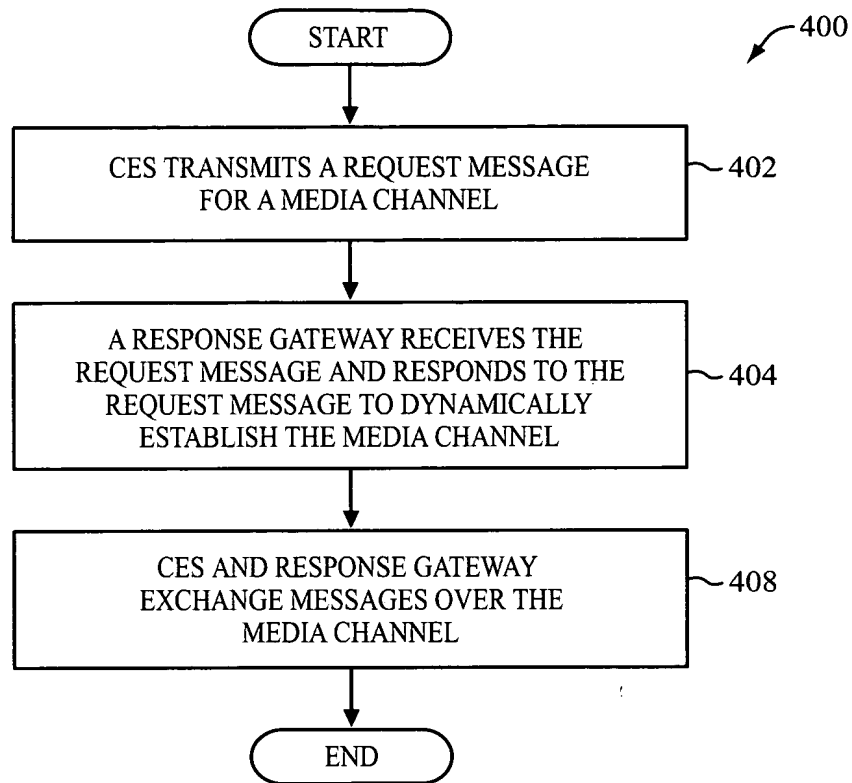 START
400
CES TRANSMITS A REQUEST MESSAGE
FOR A MEDIA CHANNEL
402
A RESPONSE GATEWAY RECEIVES THE
REQUEST MESSAGE AND RESPONDS TO THE
REQUEST MESSAGE TO DYNAMICALLY
ESTABLISH THE MEDIA CHANNEL
404
CES AND RESPONSE GATEWAY
EXCHANGE MESSAGES OVER THE
MEDIA CHANNEL
408
END